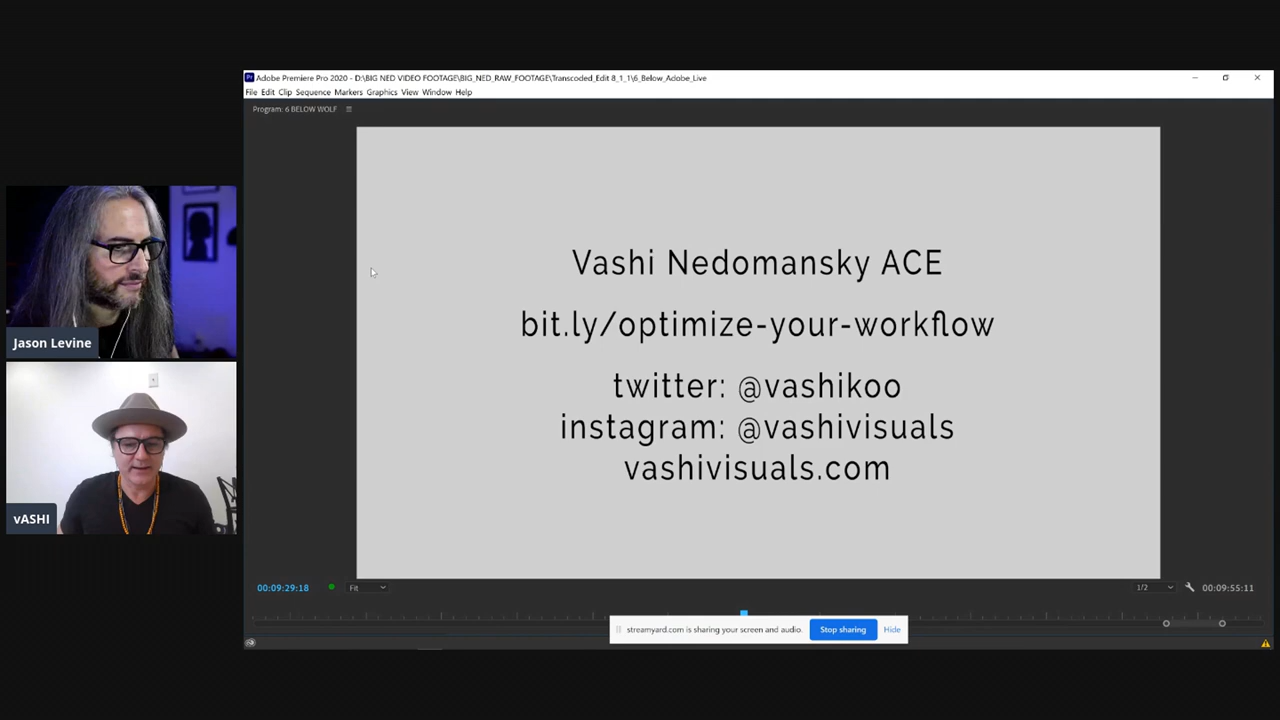 Adobe Premiere Pro 2020 - D:\BIG NED VIDEO FOOTAGE\BIG_NED_RAW_FOOTAGE\Transcoded_Edit 8_1_1\6_Below_Adobe_Live
File Edit Clip Sequence Markers Graphics View Window Help
Program: 6 BELOW WOLF
Vashi Nedomansky ACE
bit.ly/optimize-your-workflow
twitter: @vashikoo
instagram: @vashivisuals
vashivisuals.com
Jason Levine
vASHI
00:09:29:18
Fit
1/2
00:09:55:11
streamyard.com is sharing your screen and audio.
Stop sharing
Hide